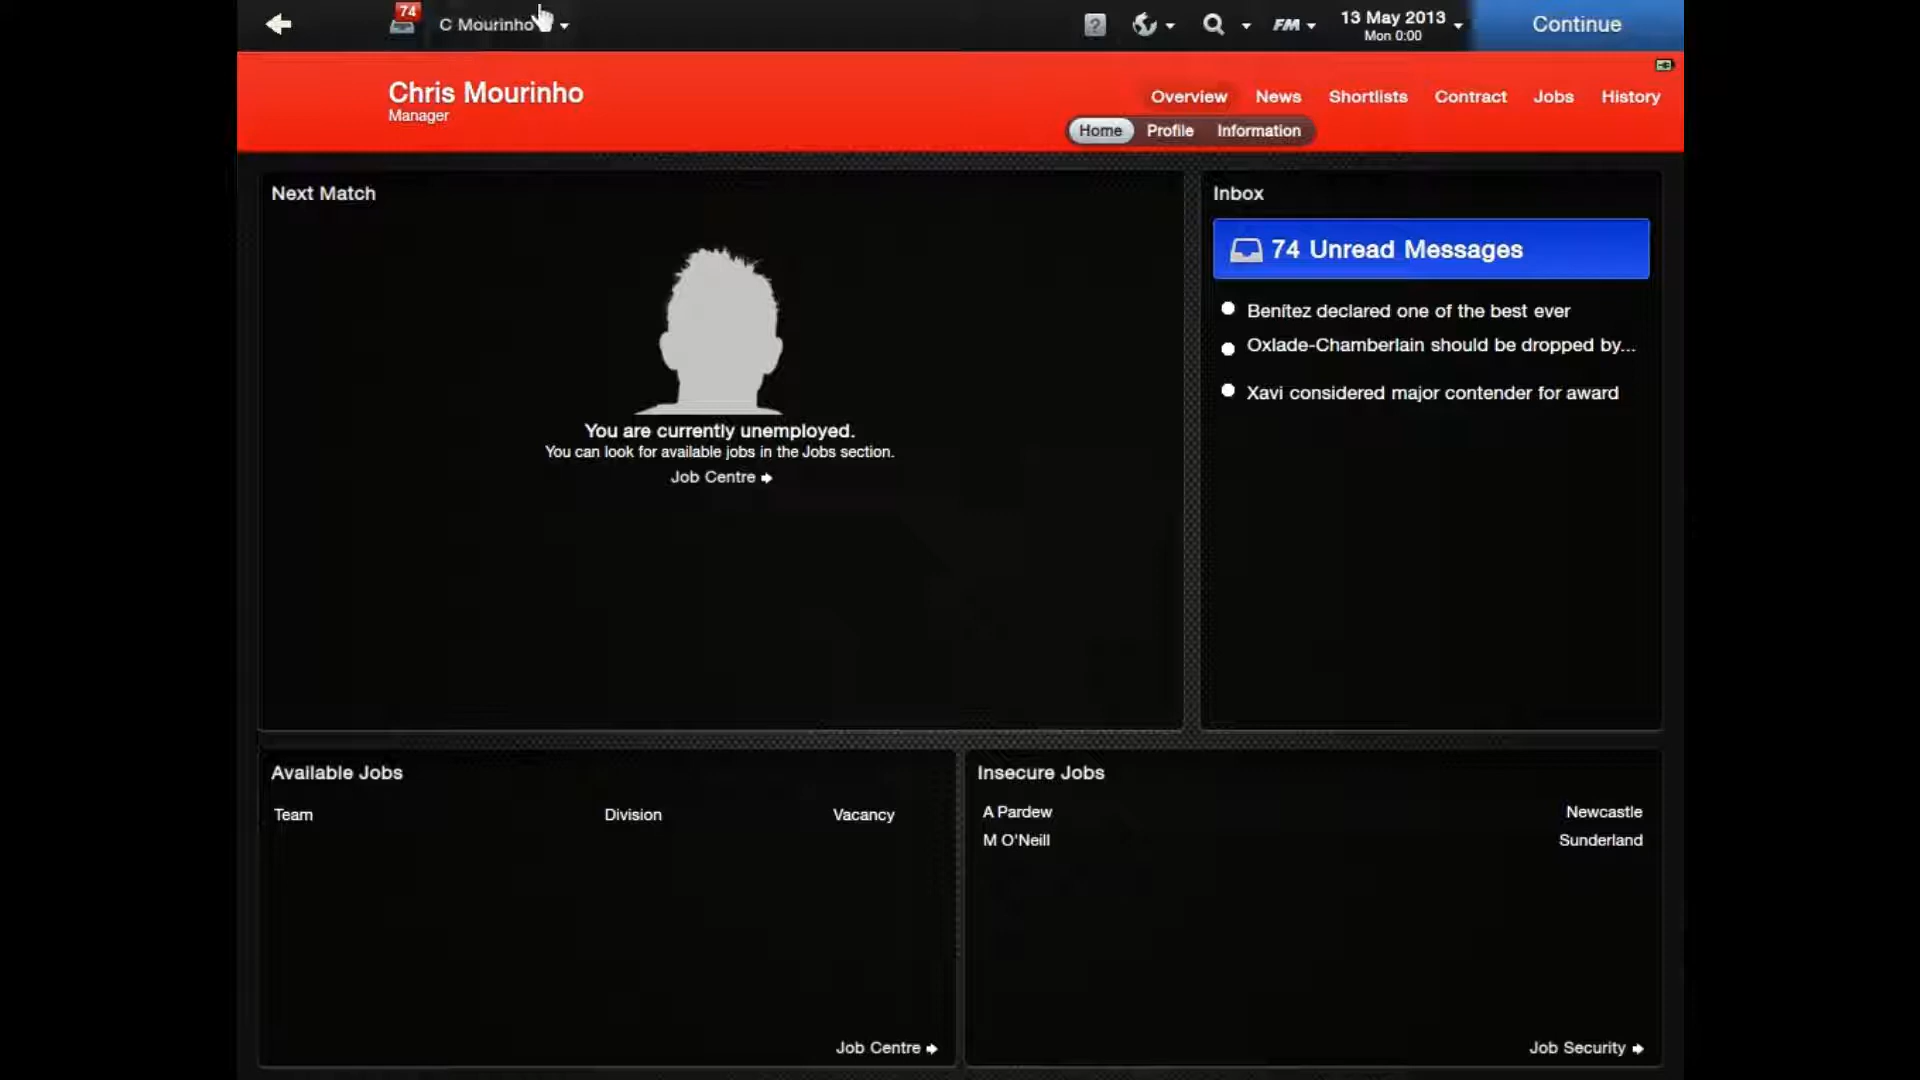 74
C Mourinho
?
FM
13 May 2013
Mon 0:00
Continue
Chris Mourinho
Manager
Overview
News
Shortlists
Contract
Jobs
History
Home
Profile
Information
Next Match
You are currently unemployed.
You can look for available jobs in the Jobs section.
Job Centre
Inbox
74 Unread Messages
Benítez declared one of the best ever
Oxlade-Chamberlain should be dropped by...
Xavi considered major contender for award
Available Jobs
Team Division Vacancy
Job Centre
Insecure Jobs
A Pardew Newcastle
M O'Neill Sunderland
Job Security